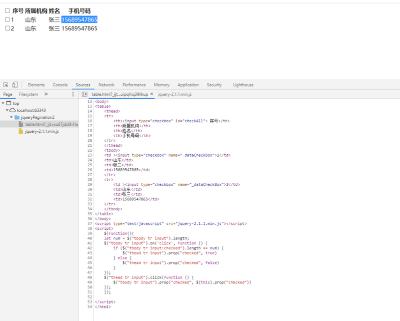 序号 所属机构 姓名 手机号码
1 山东 张三 15689547865
2 山东 张三 15689547865
Elements Console Sources Network Performance Memory Application Security Lighthouse
Page Filesystem
top
localhost:63343
jquery-2.1.1.min.js
jquery-2.1.1.min.js
<body>
<table>
<thead>
<tr>
<th><input type="checkbox" id="checkAll"> 序号</th>
<th>所属机构</th>
<th>姓名</th>
<th>手机号码</th>
</tr>
</thead>
<tbody>
<td><input type="checkbox" name="_dataCheckbox">1</td>
<td>山东</td>
<td>张三</td>
<td>15689547865</td>
</tr>
<tr>
<td><input type="checkbox" name="_dataCheckbox">2</td>
<td>山东</td>
<td>张三</td>
<td>15689547865</td>
</tr>
</tbody>
</table>
</body>
<script type="text/javascript" src="jquery-2.1.1.min.js"></script>
<script>
$(function(){
let num = $("tbody tr input").length;
$("tbody tr input").on('click', function () {
if ($("tbody tr input:checked").length == num) {
$("thead tr input").prop("checked", true)
} else {
$("thead tr input").prop("checked", false)
}
});
$("thead tr input").click(function () {
$("tbody tr input").prop("checked", $(this).prop("checked"))
});
});
</script>
</html>